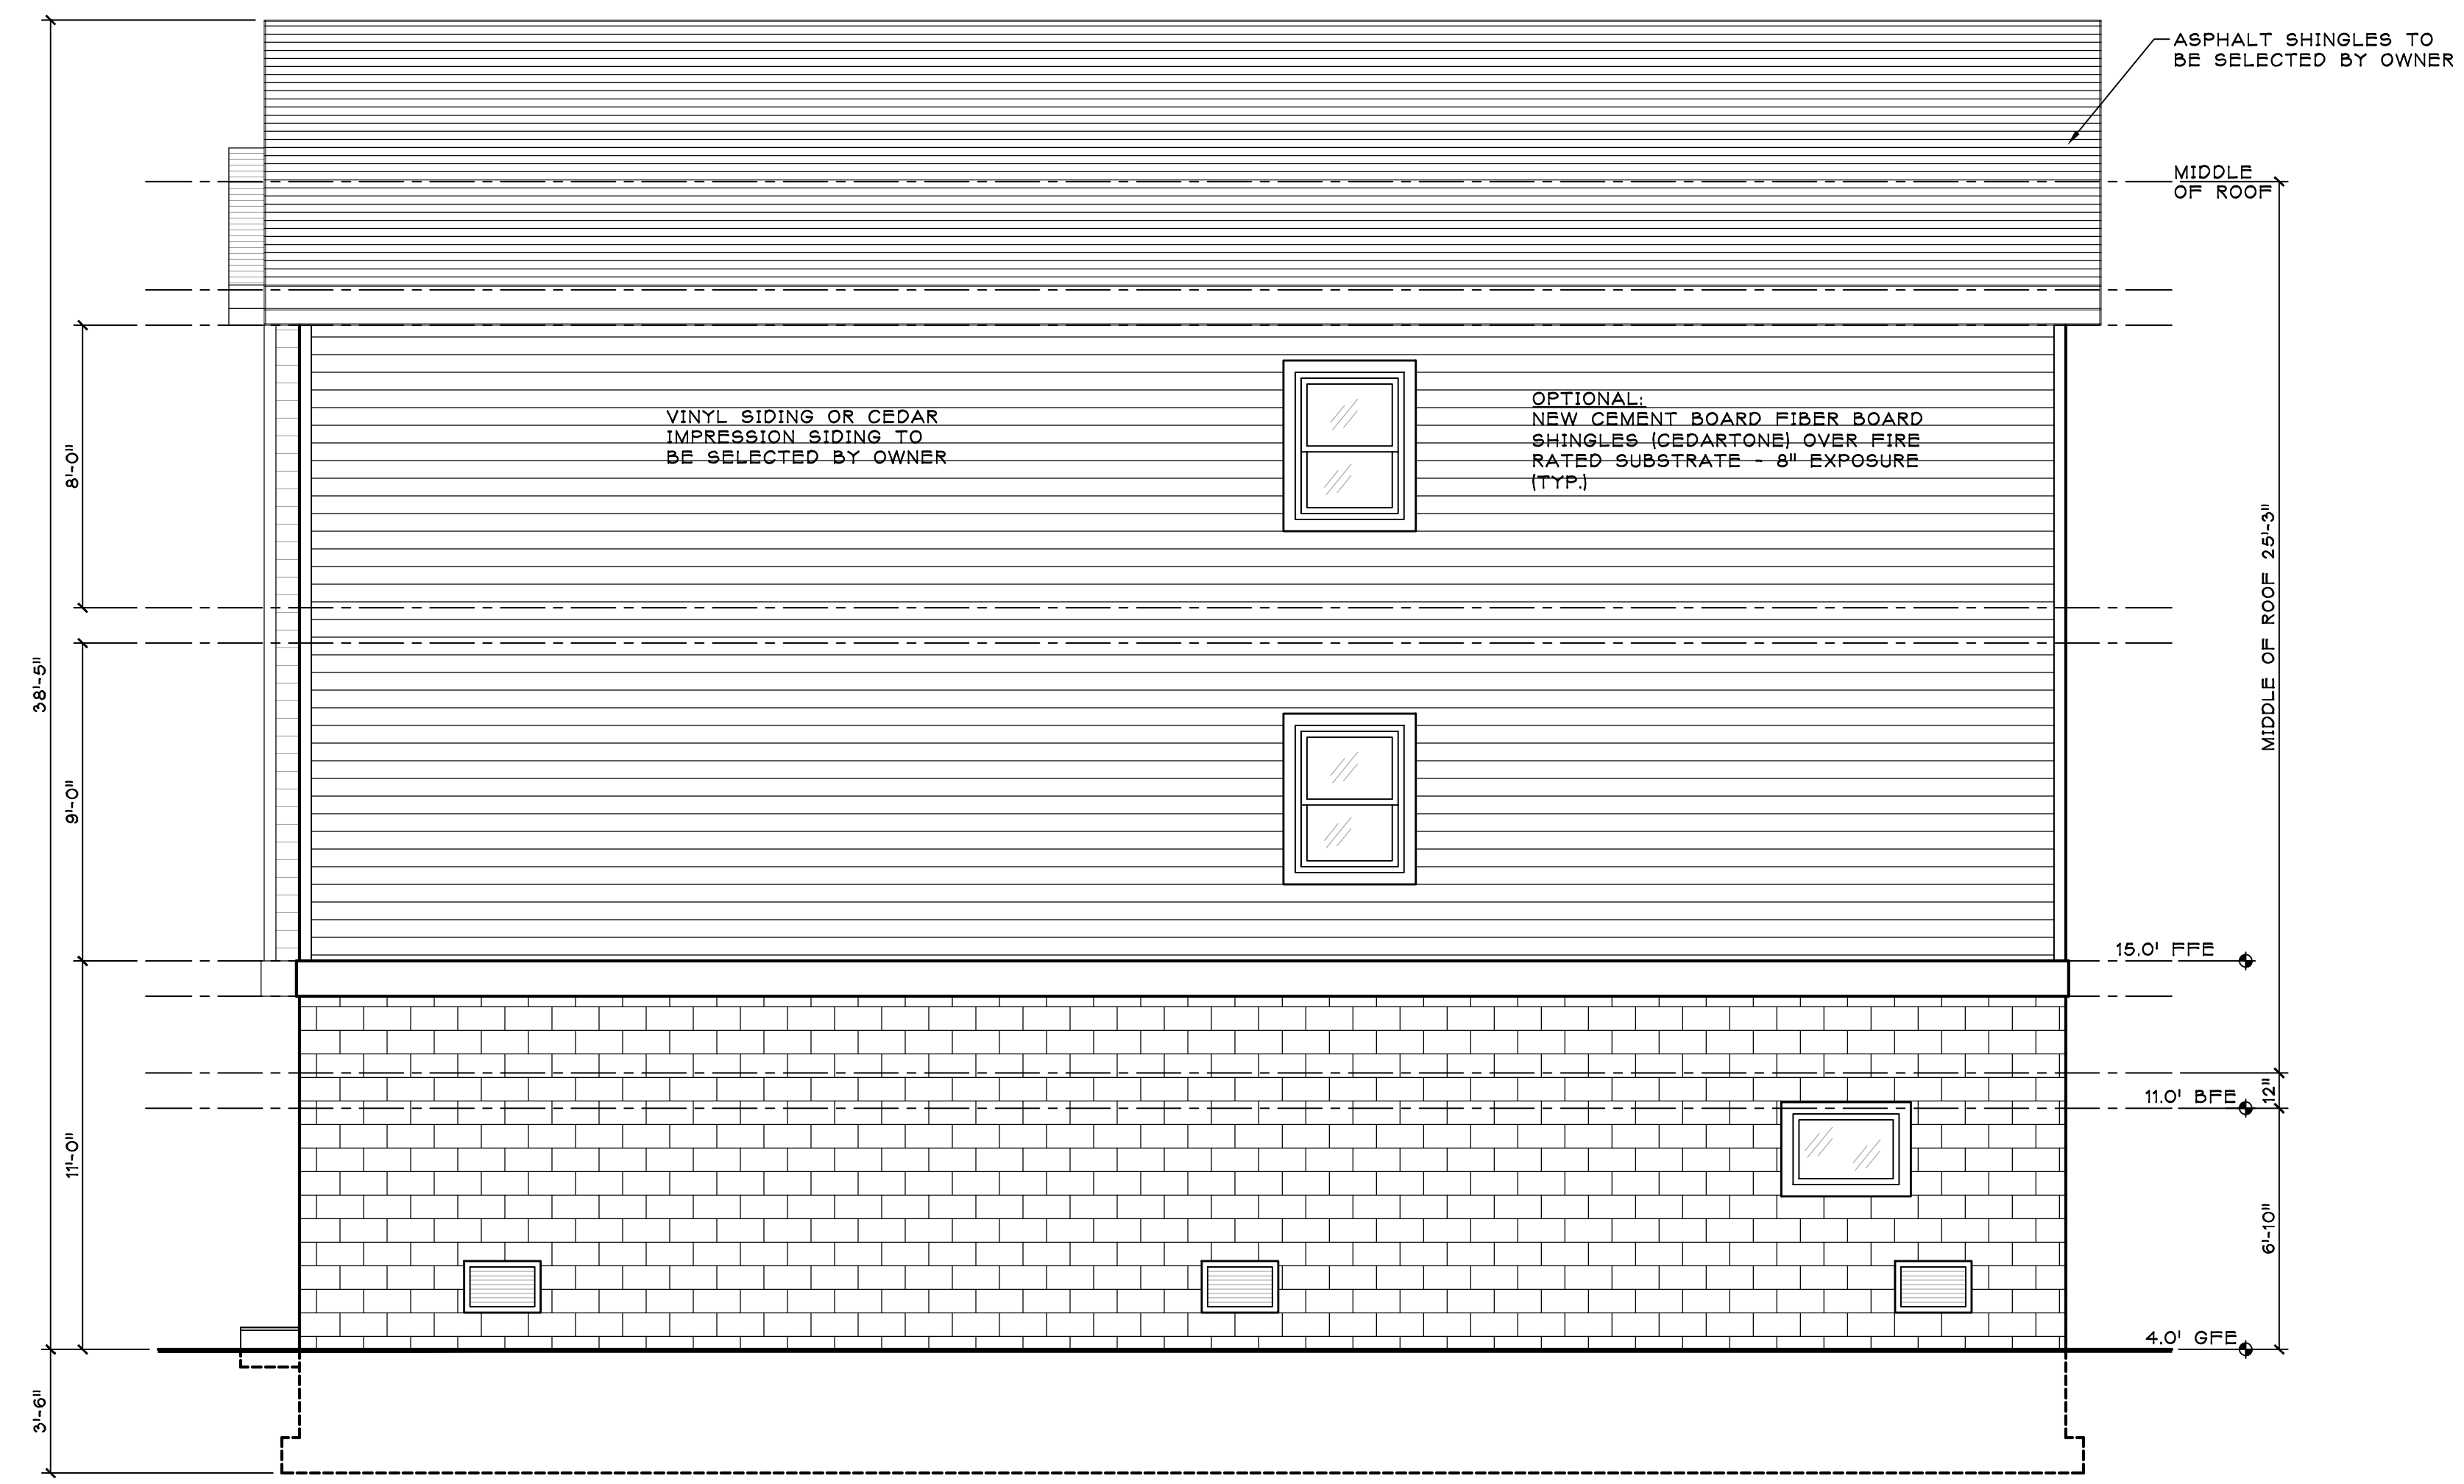 ASPHALT SHINGLES TO
BE SELECTED BY OWNER
MIDDLE
OF ROOF
VINYL SIDING OR CEDAR
IMPRESSION SIDING TO
BE SELECTED BY OWNER
OPTIONAL:
NEW CEMENT BOARD FIBER BOARD
SHINGLES (CEDARTONE) OVER FIRE
RATED SUBSTRATE - 8" EXPOSURE
(TYP.)
8'-0"
38'-5"
9'-0"
11'-0"
3'-6"
MIDDLE OF ROOF 25'-3"
15.0' FFE
12"
11.0' BFE
6'-10"
4.0' GFE